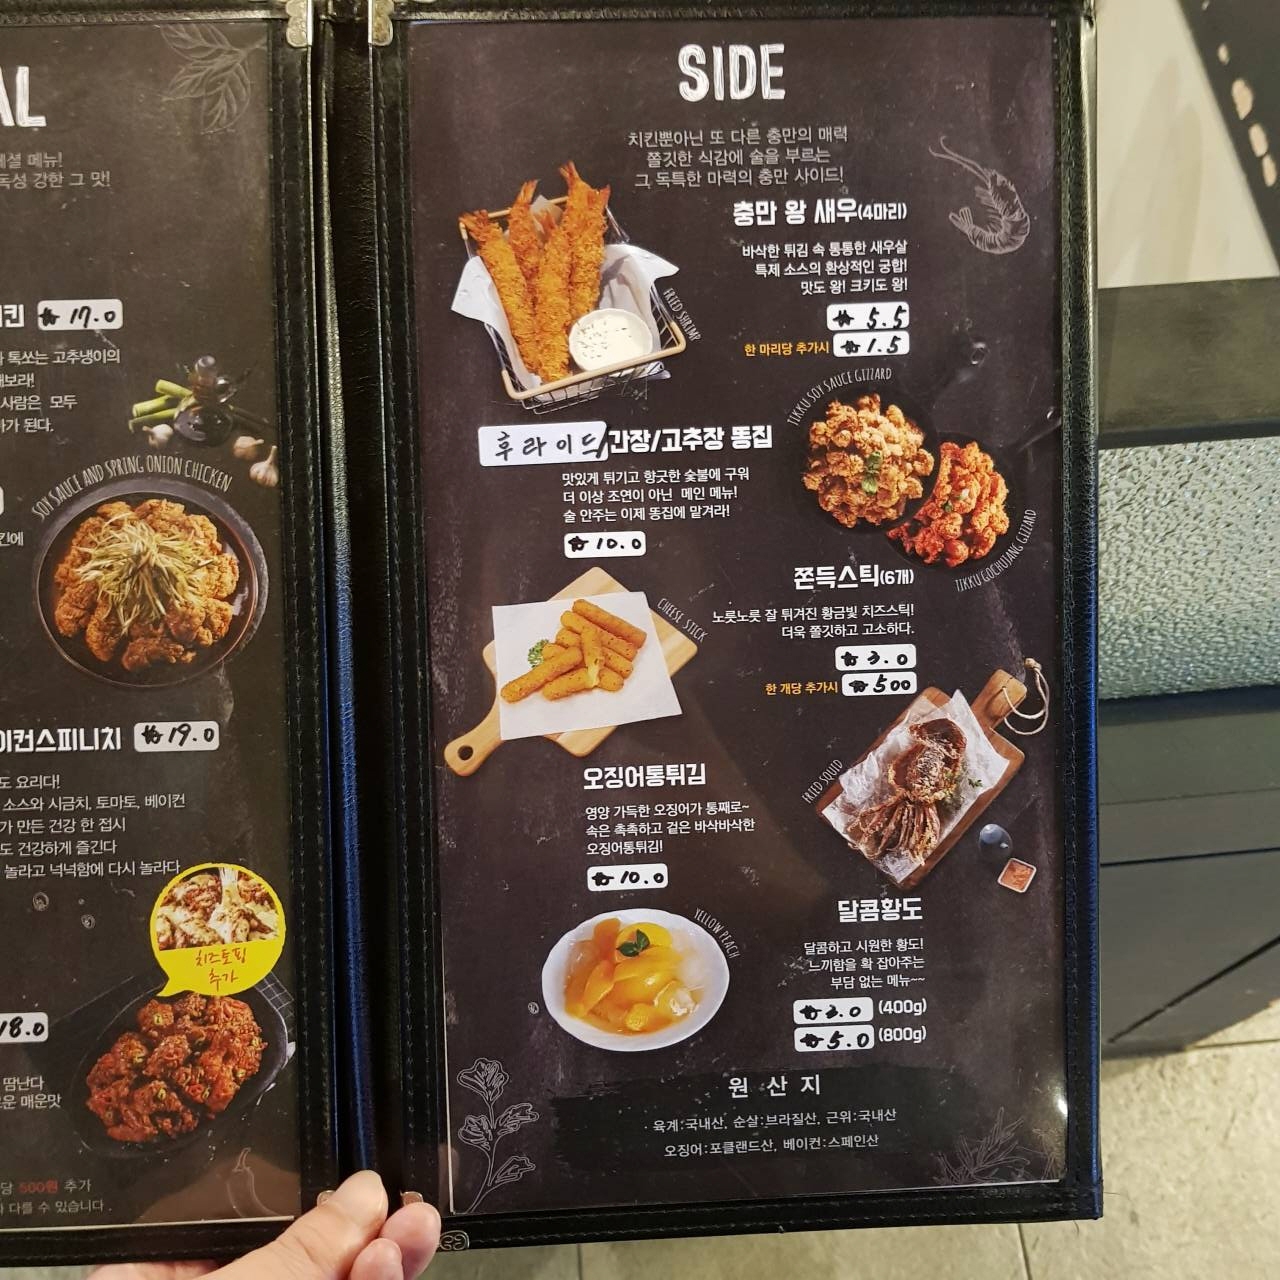 AL
메뉴!
독성 강한 그 맛!
17.0
톡쏘는 고추냉이의
사람은 모두
가 된다.
SOY SAUCE AND SPRING ONION CHICKEN
킨에
이컨스피니치 ₩19.0
도 요리다!
소스와 시금치, 토마토, 베이컨
가 만든 건강 한 접시
도 건강하게 즐긴다
놀라고 넉넉함에 다시 놀라다
치즈토핑
추가
18.0
땀난다
매운맛
당 500원 추가
다를 수 있습니다.
SIDE
치킨뿐아닌 또 다른 충만의 매력
쫄깃한 식감에 술을 부르는
그 독특한 마력의 충만 사이드!
충만 왕 새우(4마리)
바삭한 튀김 속 통통한 새우살
특제 소스의 환상적인 궁합!
맛도 왕! 크키도 왕!
₩5.5
한 마리당 추가시 ₩1.5
FRIED SHRIMP
TIKKU SOY SAUCE GIZZARD
후라이드/간장/고추장 똥집
맛있게 튀기고 향긋한 숯불에 구워
더 이상 조연이 아닌 메인 메뉴!
술 안주는 이제 똥집에 맡겨라!
₩10.0
TIKKU GOCHUJANG GIZZARD
쫀득스틱(6개)
노릇노릇 잘 튀겨진 황금빛 치즈스틱!
더욱 쫄깃하고 고소하다.
₩3.0
한 개당 추가시 ₩500
CHEESE STICK
오징어통튀김
영양 가득한 오징어가 통째로~
속은 촉촉하고 겉은 바삭바삭한
오징어통튀김!
₩10.0
FRIED SQUID
달콤황도
달콤하고 시원한 황도!
느끼함을 확 잡아주는
부담 없는 메뉴~~
₩3.0 (400g)
₩5.0 (800g)
YELLOW PEACH
원 산 지
육계:국내산, 순살:브라질산, 근위:국내산
오징어:포클랜드산, 베이컨:스페인산